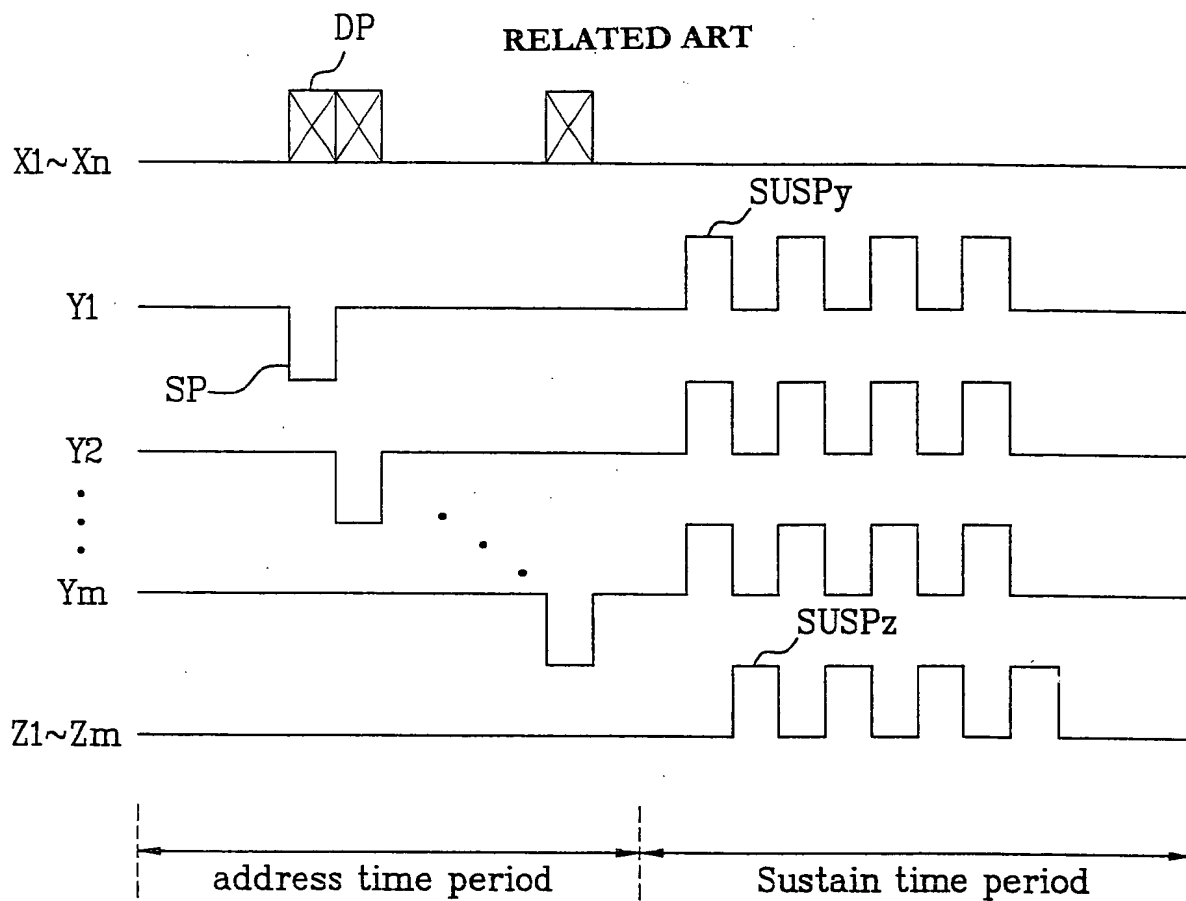 DP
RELATED ART
X1~Xn
SUSPy
Y1
SP
Y2
Ym
SUSPz
Z1~Zm
address time period
Sustain time period